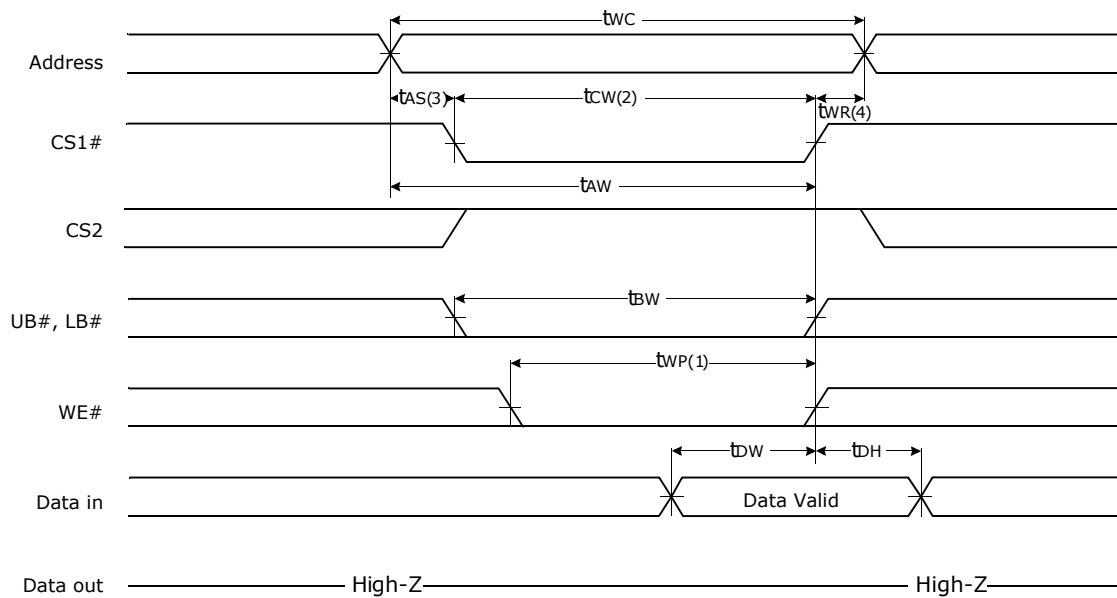 tWC
Address
tAS(3) tCW(2) tWR(4)
CS1#
tAW
CS2
tBW
UB#, LB#
tWP(1)
WE#
tDW tDH
Data in Data Valid
Data out High-Z High-Z